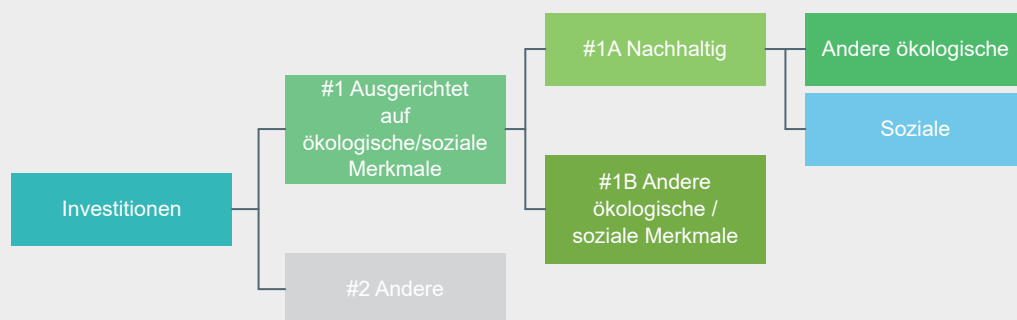 Investitionen
#1 Ausgerichtet
auf
ökologische/soziale
Merkmale
#2 Andere
#1A Nachhaltig
#1B Andere
ökologische /
soziale Merkmale
Andere ökologische
Soziale